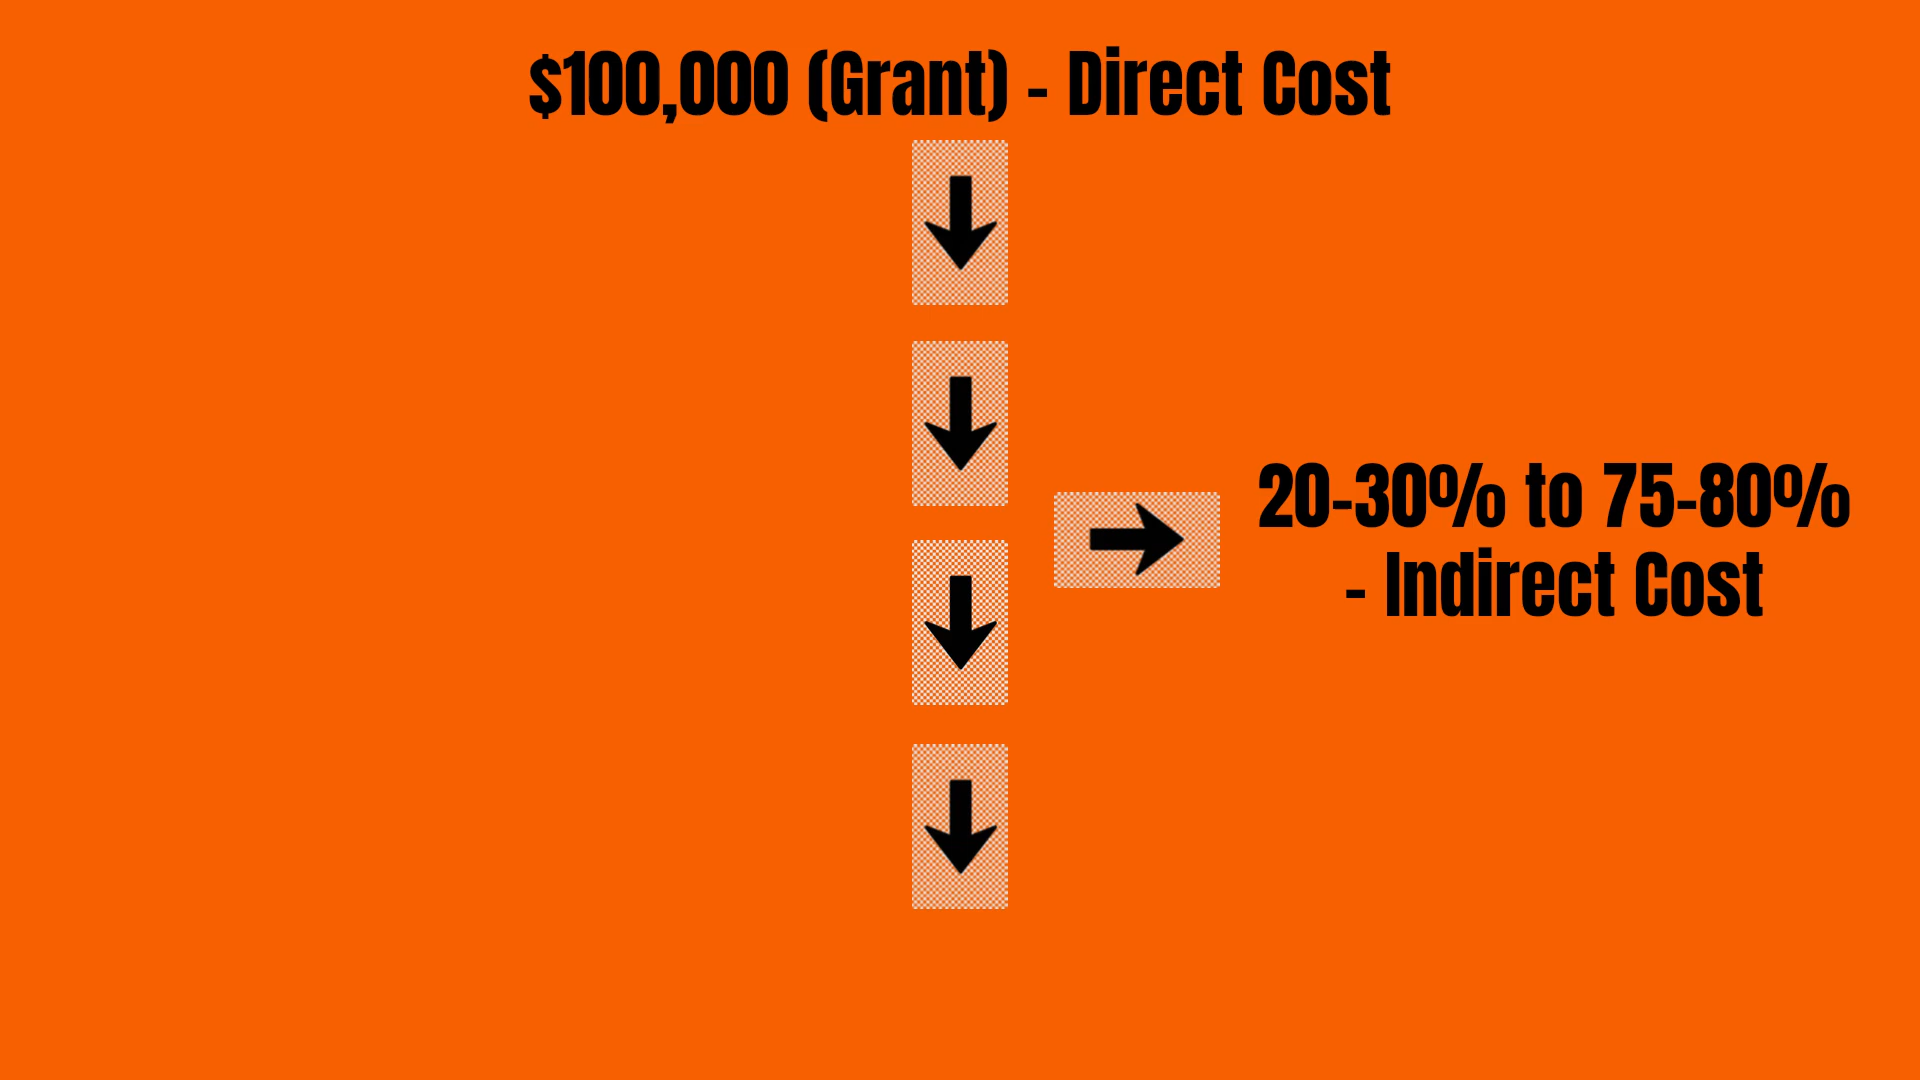 $100,000 (Grant) - Direct Cost
20-30% to 75-80%
- Indirect Cost